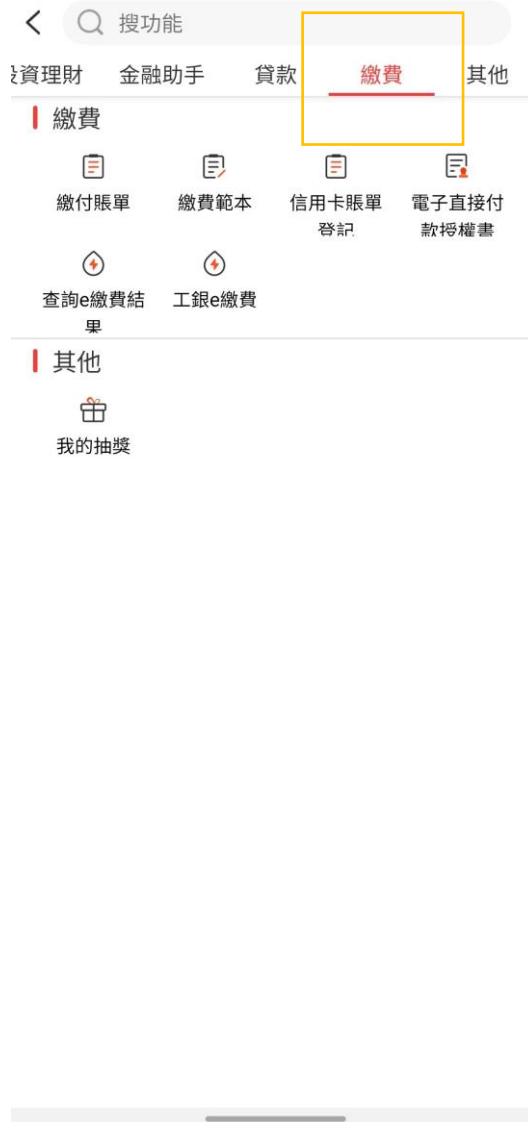 搜功能
投資理財 金融助手 貸款 繳費 其他
繳費
繳付賬單 繳費範本 信用卡賬單 電子直接付
登記 款授權書
查詢e繳費結 工銀e繳費
果
其他
我的抽獎